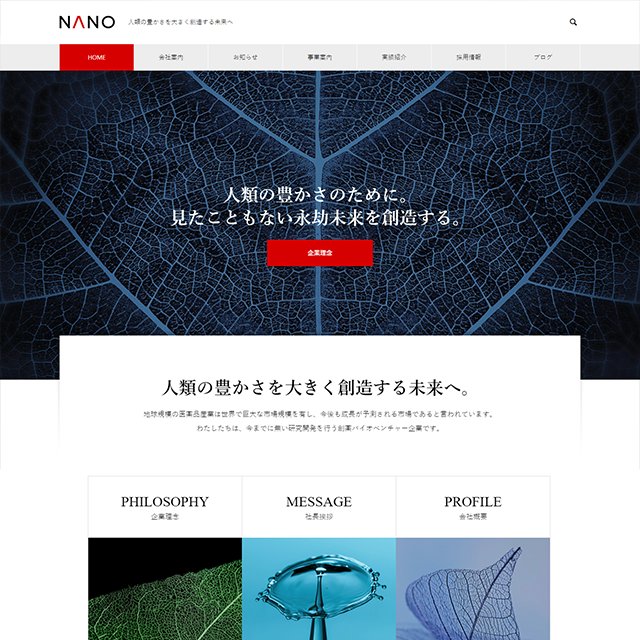 NANO 人類の豊かさを大きく創造する未来へ
HOME 会社案内 お知らせ 事業案内 実績紹介 採用情報 ブログ
人類の豊かさのために。
見たこともない永劫未来を創造する。
企業理念
人類の豊かさを大きく創造する未来へ。
地球規模の医薬品産業は世界で巨大な市場規模を有し、今後も成長が予測される市場であると言われています。
わたしたちは、今までに無い研究開発を行う創薬バイオベンチャー企業です。
PHILOSOPHY MESSAGE PROFILE
企業理念 社長挨拶 会社概要